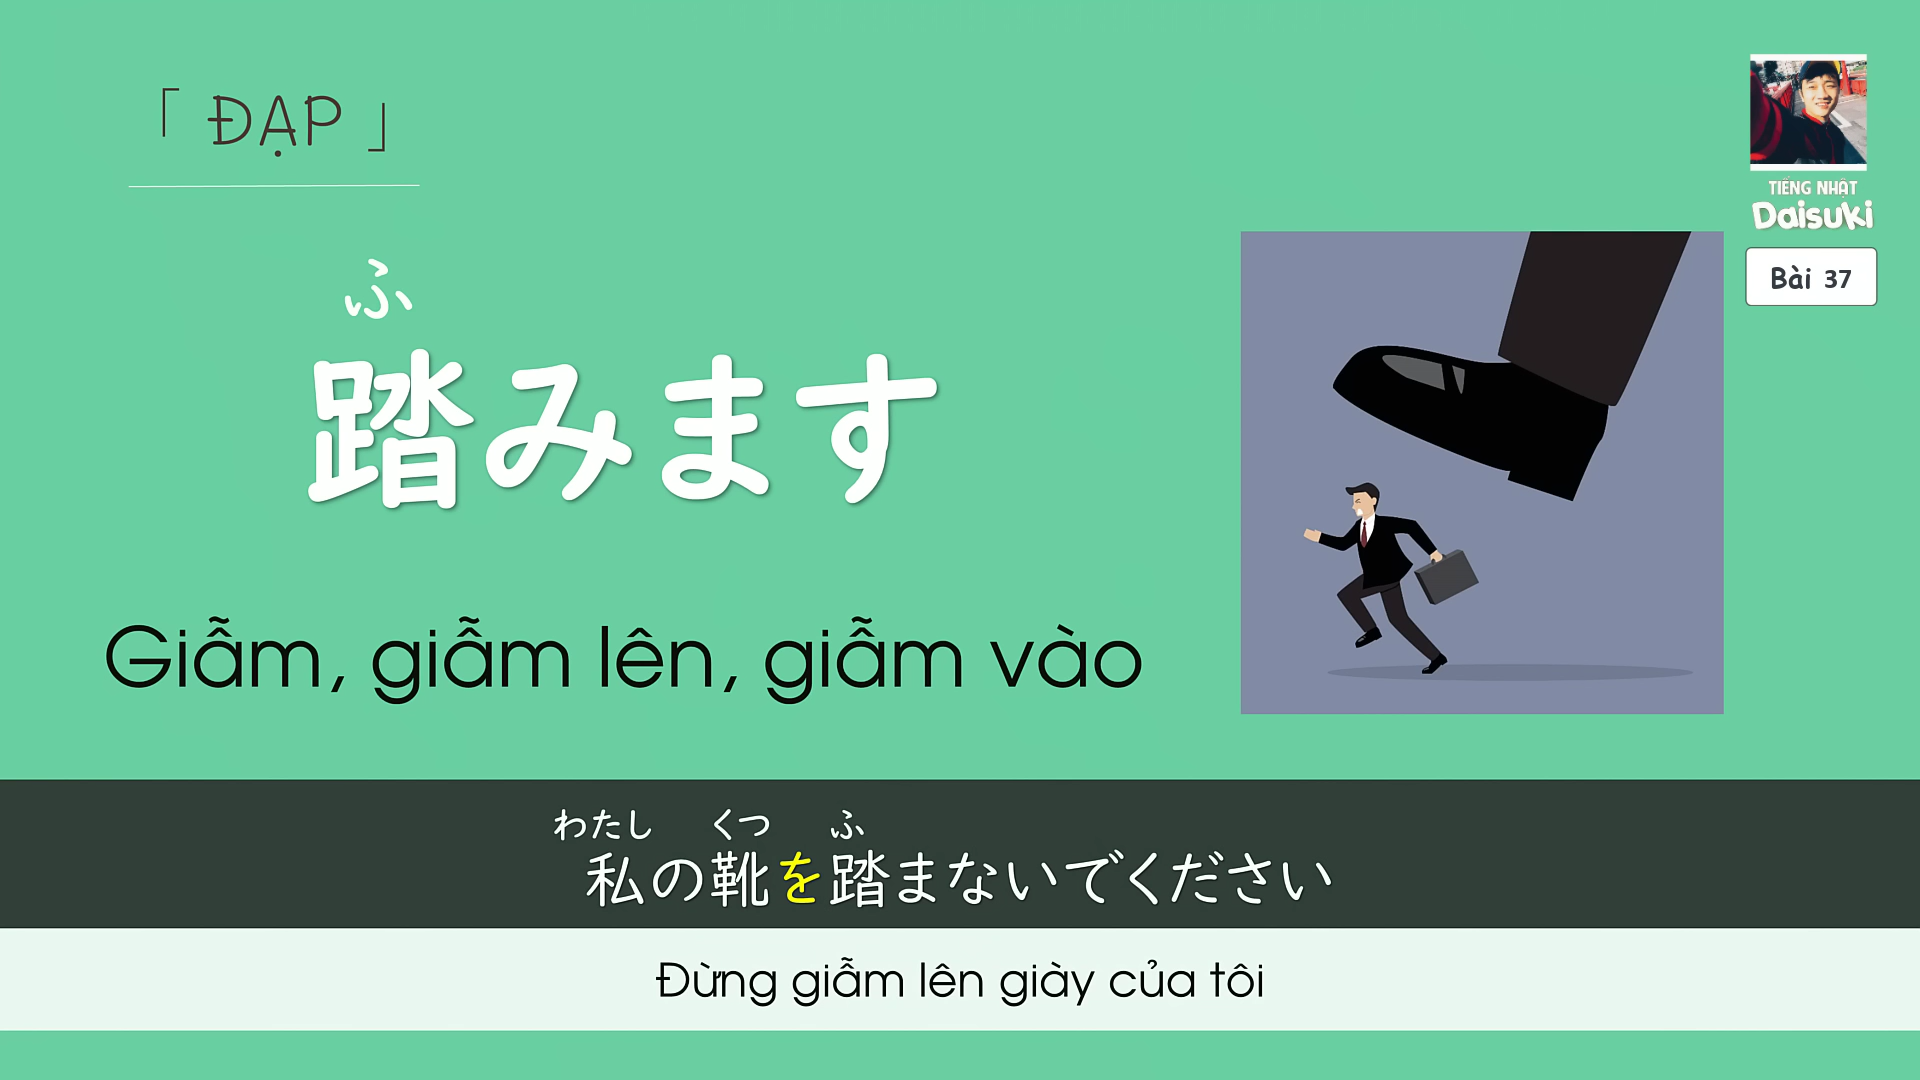 「 ĐẠP 」
TIẾNG NHẬT
Daisuki
Bài 37
ふ
踏みます
Giẫm, giẫm lên, giẫm vào
わたし くつ ふ
私の靴を踏まないでください
Đừng giẫm lên giày của tôi